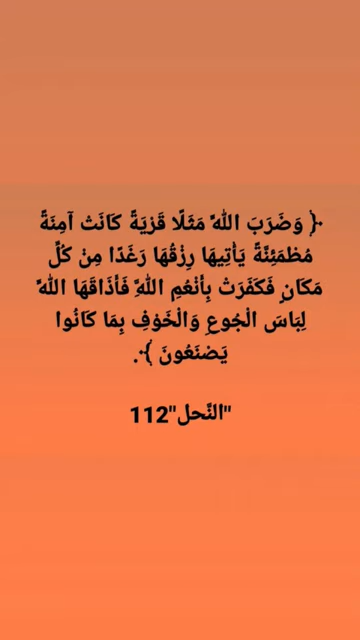 ﴿ وَضَرَبَ اللَّهُ مَثَلًا قَرْيَةً كَانَتْ آمِنَةً
مُطْمَئِنَّةً يَأْتِيهَا رِزْقُهَا رَغَدًا مِنْ كُلِّ
مَكَانٍ فَكَفَرَتْ بِأَنْعُمِ اللَّهِ فَأَذَاقَهَا اللَّهُ
لِبَاسَ الْجُوعِ وَالْخَوْفِ بِمَا كَانُوا
يَصْنَعُونَ ﴾.
"النَّحل"112